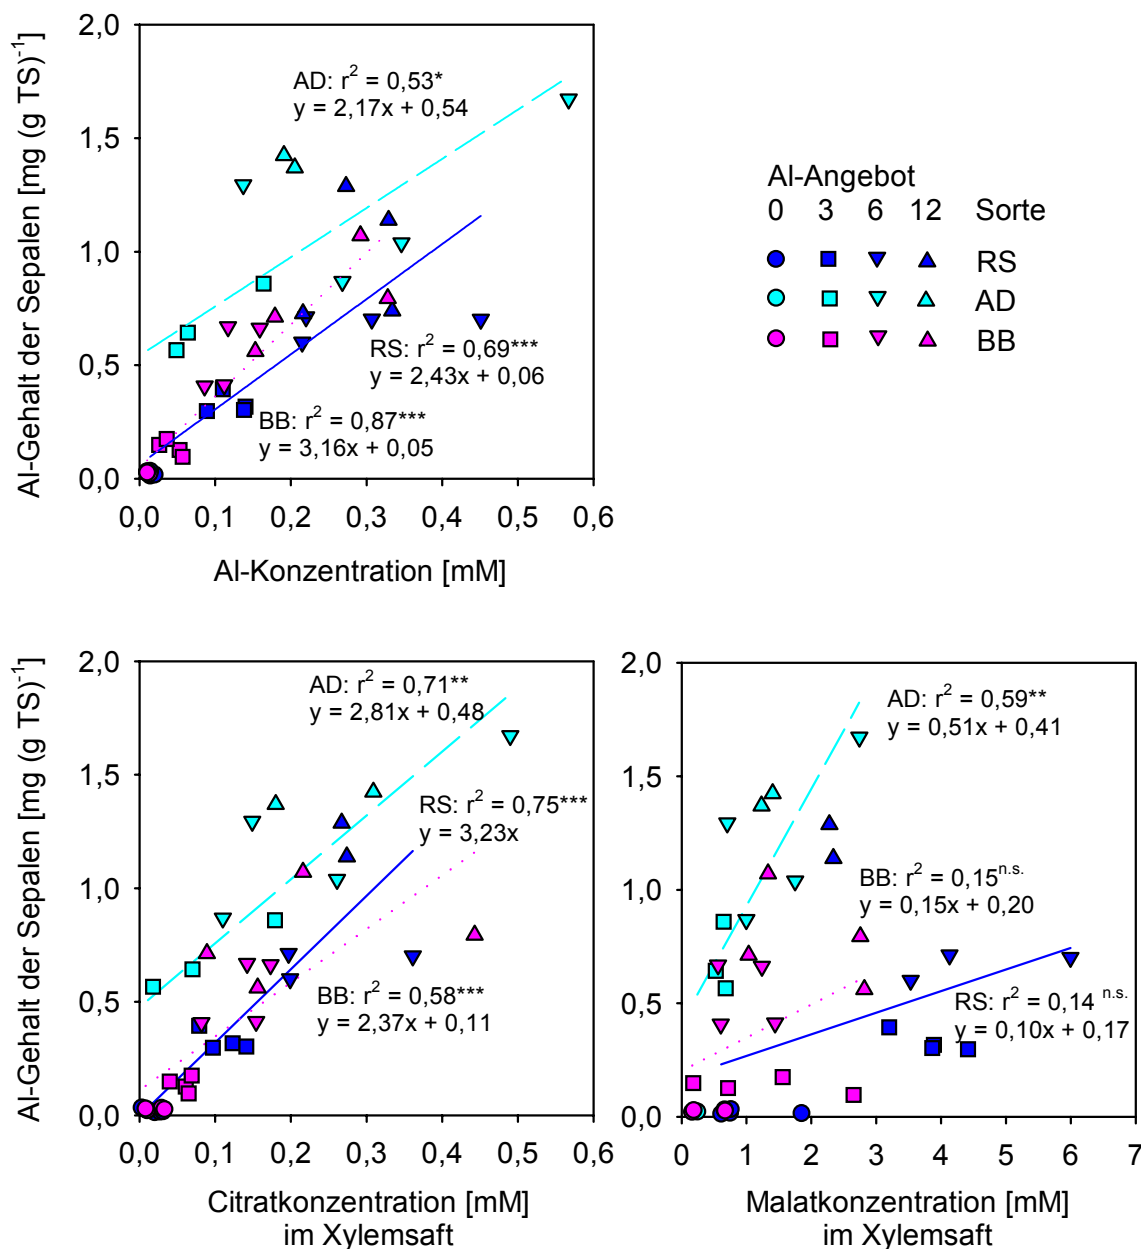 Al-Gehalt der Sepalen [mg (g TS)⁻¹]
2,0
1,5
1,0
0,5
0,0
AD: r² = 0,53*
y = 2,17x + 0,54
RS: r² = 0,69***
y = 2,43x + 0,06
BB: r² = 0,87***
y = 3,16x + 0,05
0,0 0,1 0,2 0,3 0,4 0,5 0,6
Al-Konzentration [mM]
Al-Angebot
0 3 6 12 Sorte
RS
AD
BB
Al-Gehalt der Sepalen [mg (g TS)⁻¹]
2,0
1,5
1,0
0,5
0,0
AD: r² = 0,71**
y = 2,81x + 0,48
RS: r² = 0,75***
y = 3,23x
BB: r² = 0,58***
y = 2,37x + 0,11
0,0 0,1 0,2 0,3 0,4 0,5 0,6
Citratkonzentration [mM]
im Xylemsaft
2,0
1,5
1,0
0,5
0,0
AD: r² = 0,59**
y = 0,51x + 0,41
BB: r² = 0,15ⁿ·ˢ·
y = 0,15x + 0,20
RS: r² = 0,14 ⁿ·ˢ·
y = 0,10x + 0,17
0 1 2 3 4 5 6 7
Malatkonzentration [mM]
im Xylemsaft